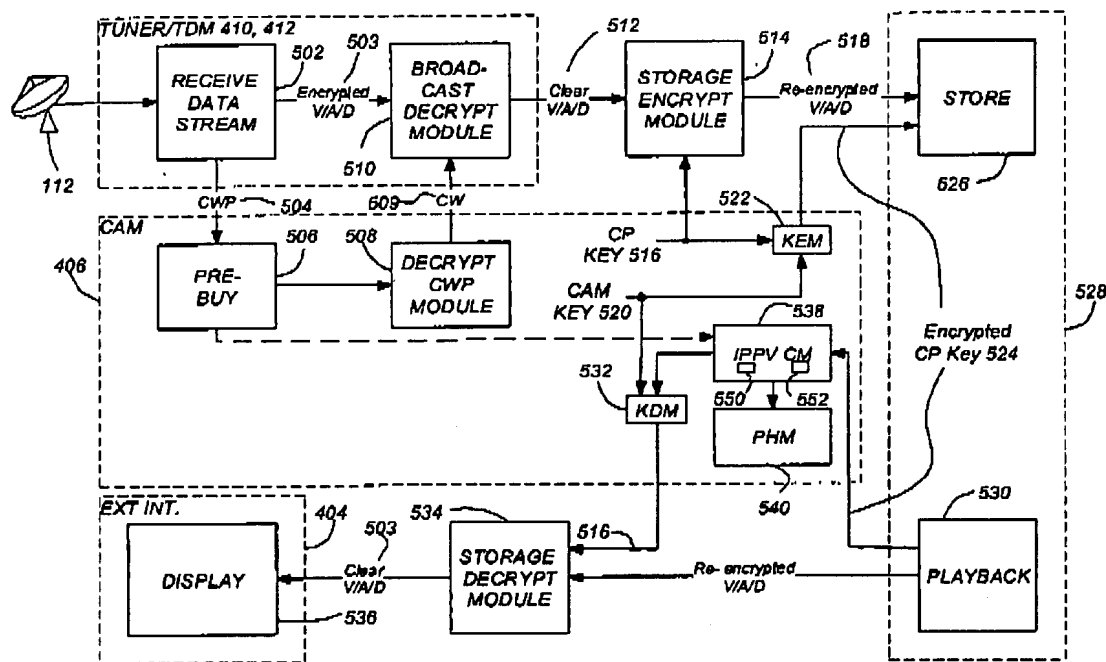 TUNER/TDM 410, 412
502
503
512
514
518
RECEIVE
DATA
STREAM
Encrypted
V/A/D
BROAD-
CAST
DECRYPT
MODULE
Clear
V/A/D
STORAGE
ENCRYPT
MODULE
Re-encrypted
V/A/D
STORE
510
112
526
CWP
504
509
CW
522
CAM
506
508
CP
KEY 516
KEM
406
PRE-
BUY
DECRYPT
CWP
MODULE
CAM
KEY 520
538
528
Encrypted
CP Key 524
IPPV CM
532
550
552
KDM
PHM
540
530
EXT INT.
404
534
503
516
DISPLAY
Clear
V/A/D
STORAGE
DECRYPT
MODULE
Re-encrypted
V/A/D
PLAYBACK
536